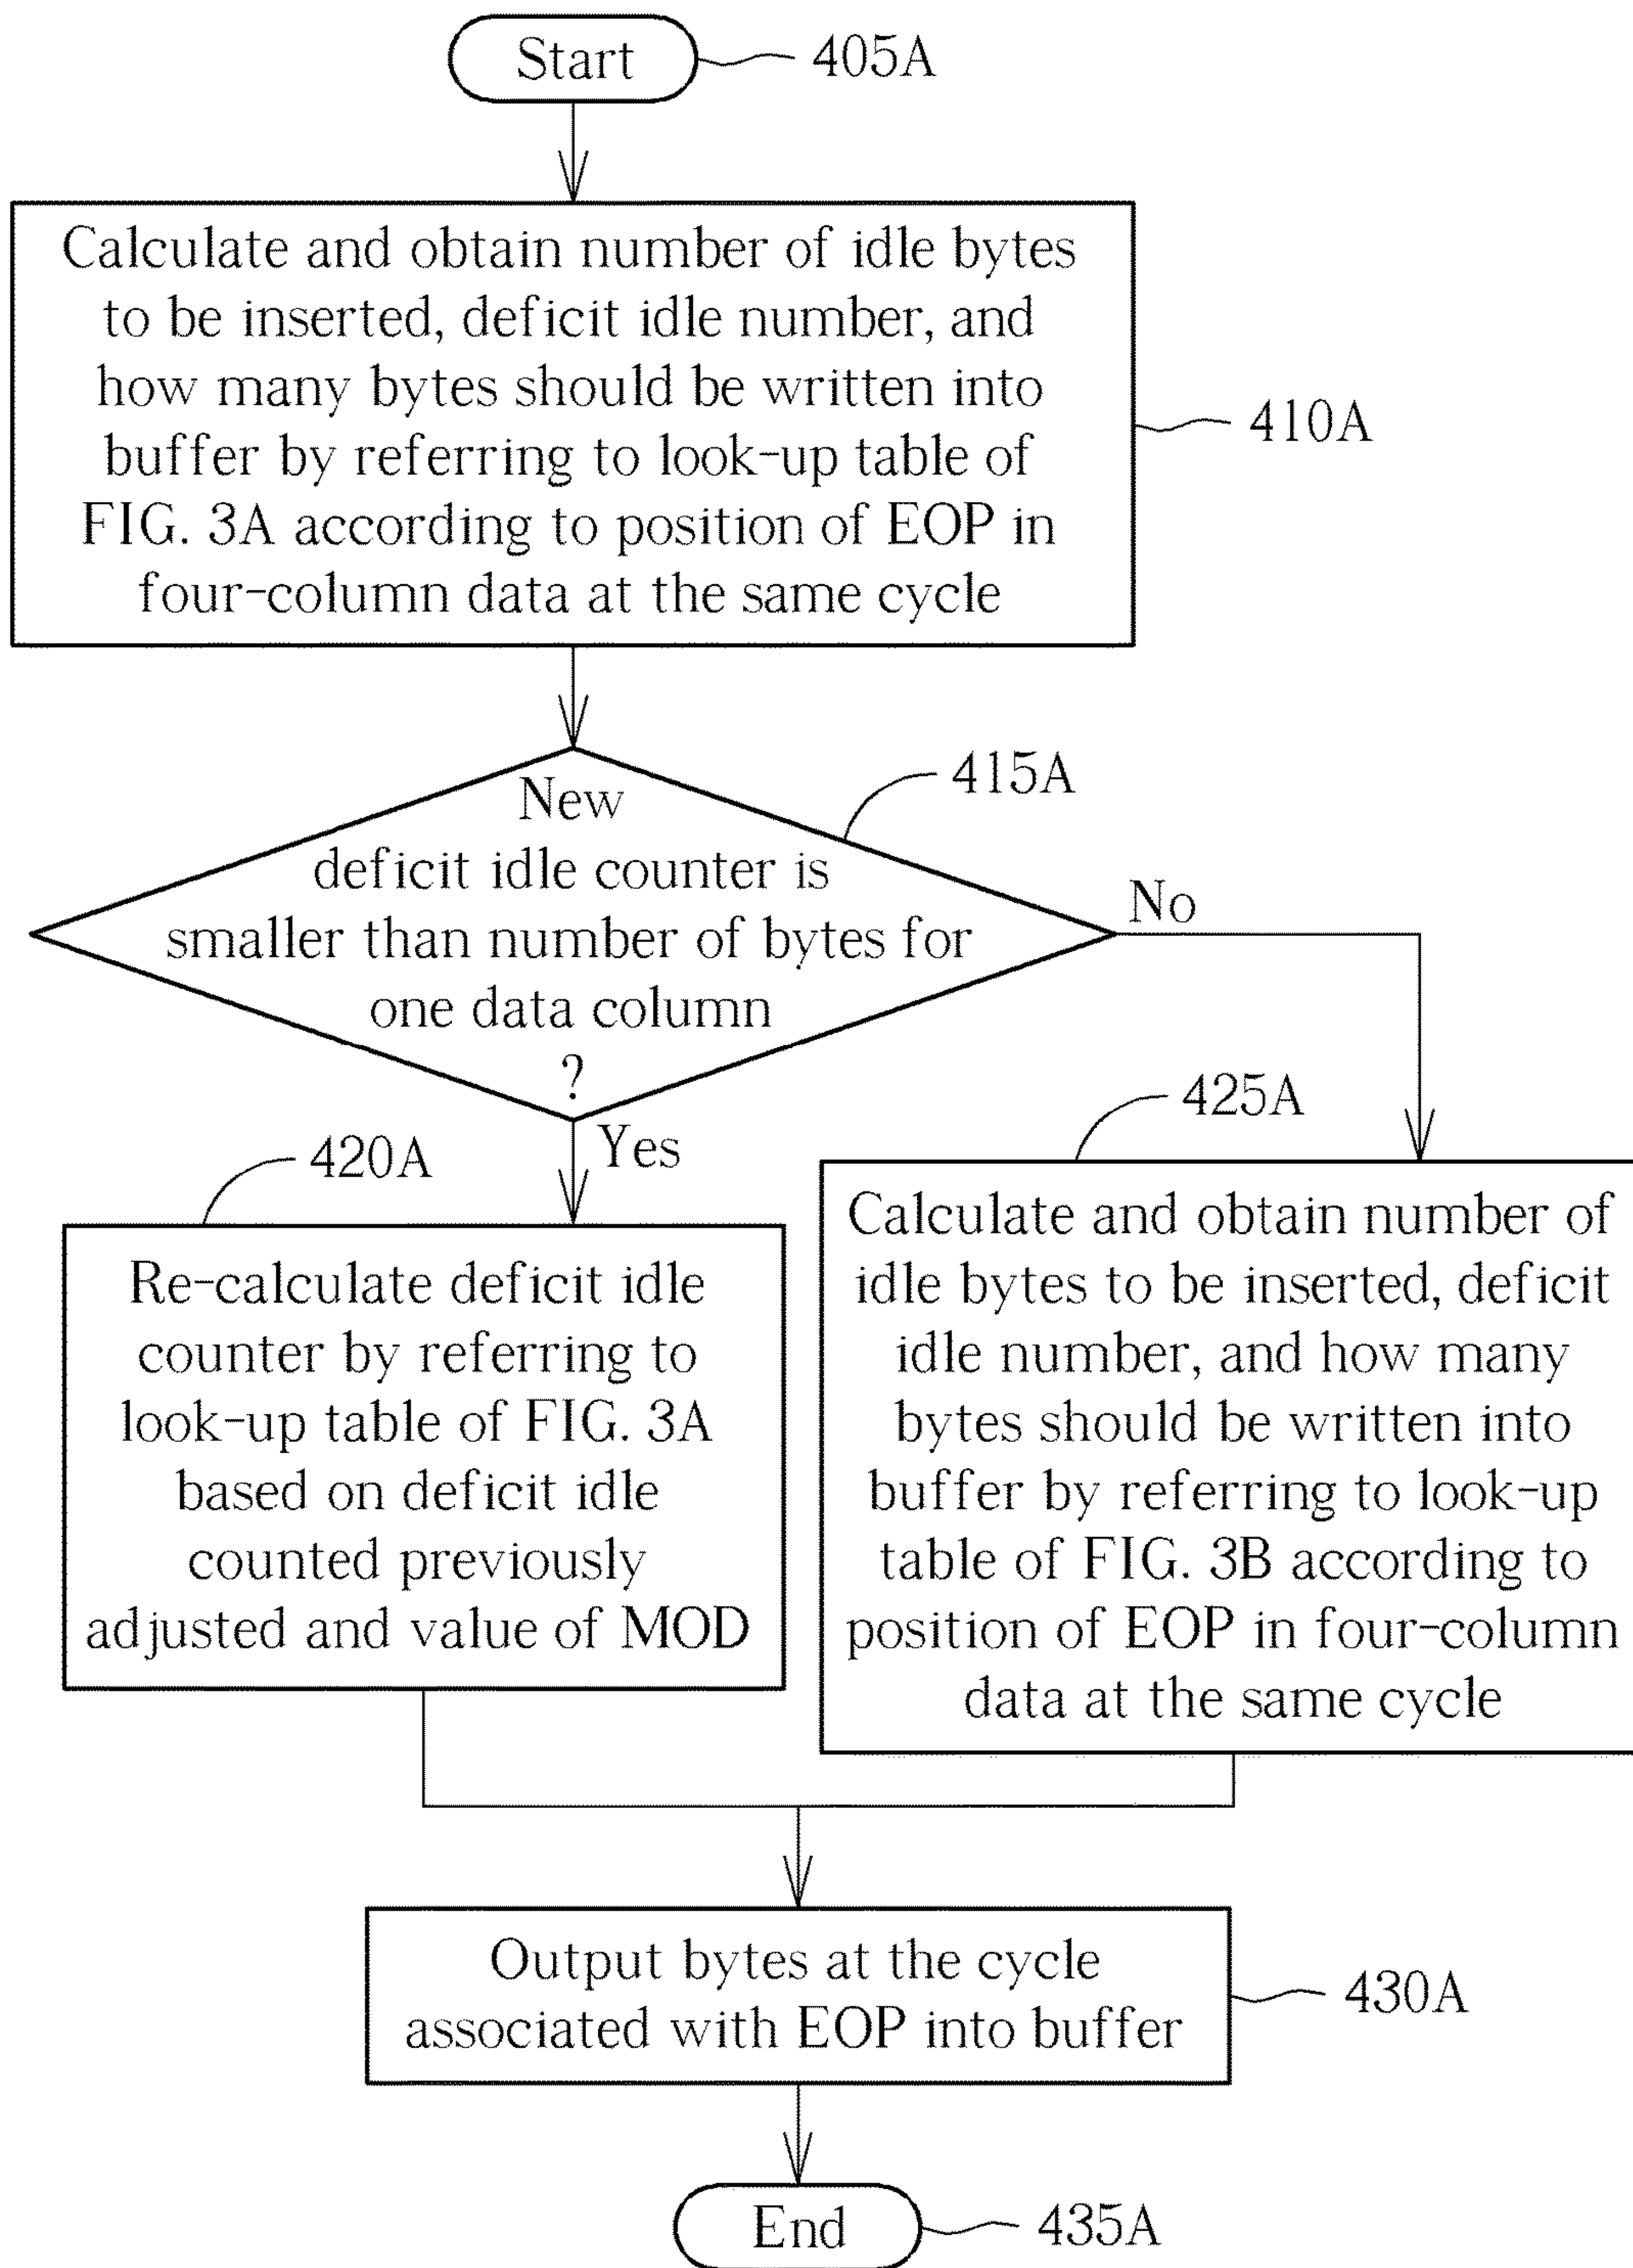 Start
405A
Calculate and obtain number of idle bytes
to be inserted, deficit idle number, and
how many bytes should be written into
buffer by referring to look-up table of
FIG. 3A according to position of EOP in
four-column data at the same cycle
410A
New
deficit idle counter is
smaller than number of bytes for
one data column
?
415A
No
Yes
420A
Re-calculate deficit idle
counter by referring to
look-up table of FIG. 3A
based on deficit idle
counted previously
adjusted and value of MOD
425A
Calculate and obtain number of
idle bytes to be inserted, deficit
idle number, and how many
bytes should be written into
buffer by referring to look-up
table of FIG. 3B according to
position of EOP in four-column
data at the same cycle
Output bytes at the cycle
associated with EOP into buffer
430A
End
435A